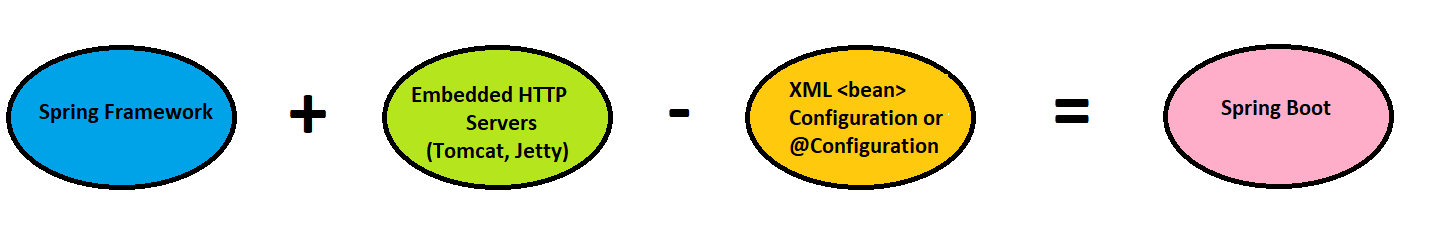 Spring Framework
+
Embedded HTTP
Servers
(Tomcat, Jetty)
-
XML <bean>
Configuration or
@Configuration
=
Spring Boot